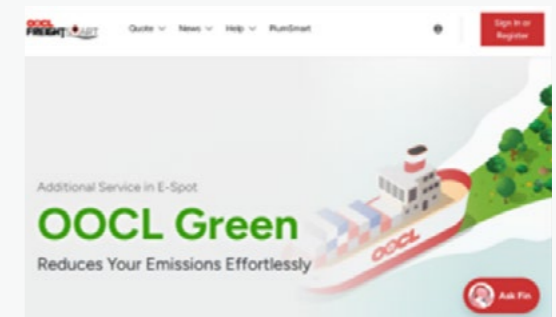 OOCL
FREIGHTSMART
Quote
News
Help
PlumSmart
Sign In or
Register
Additional Service in E-Spot
OOCL Green
Reduces Your Emissions Effortlessly
OOCL
Ask Fin